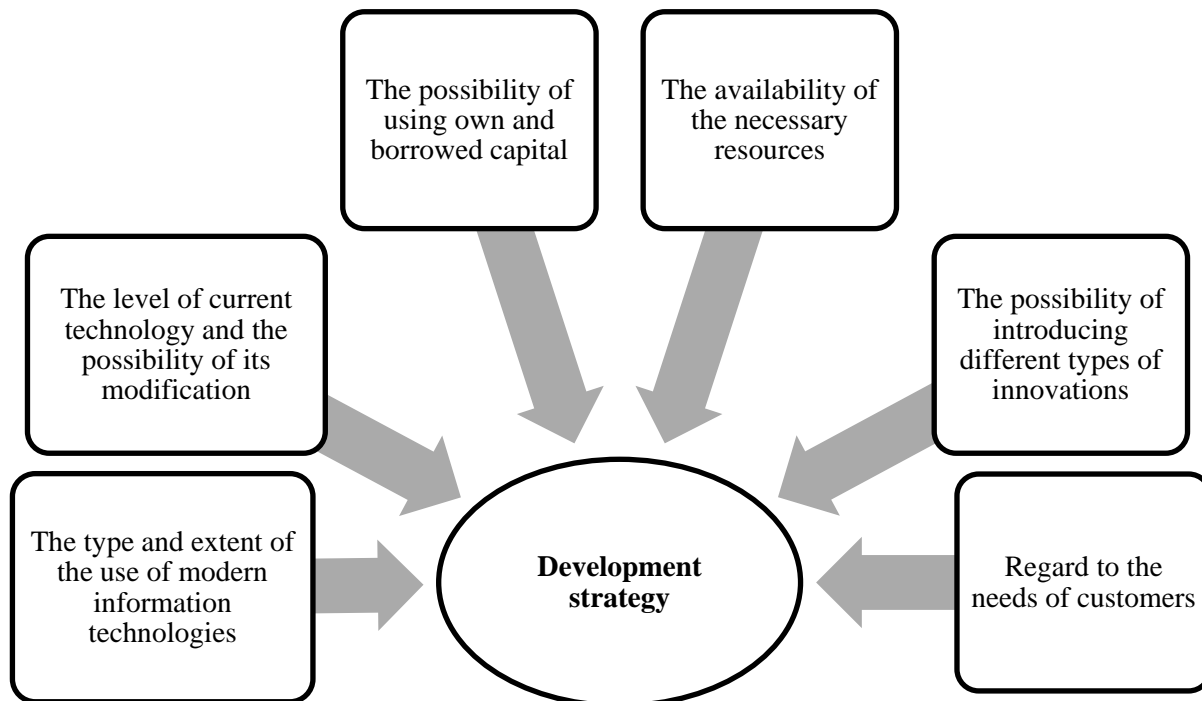 The possibility of
using own and
borrowed capital
The availability of
the necessary
resources
The level of current
technology and the
possibility of its
modification
The possibility of
introducing
different types of
innovations
The type and extent of
the use of modern
information
technologies
Development
strategy
Regard to the
needs of customers